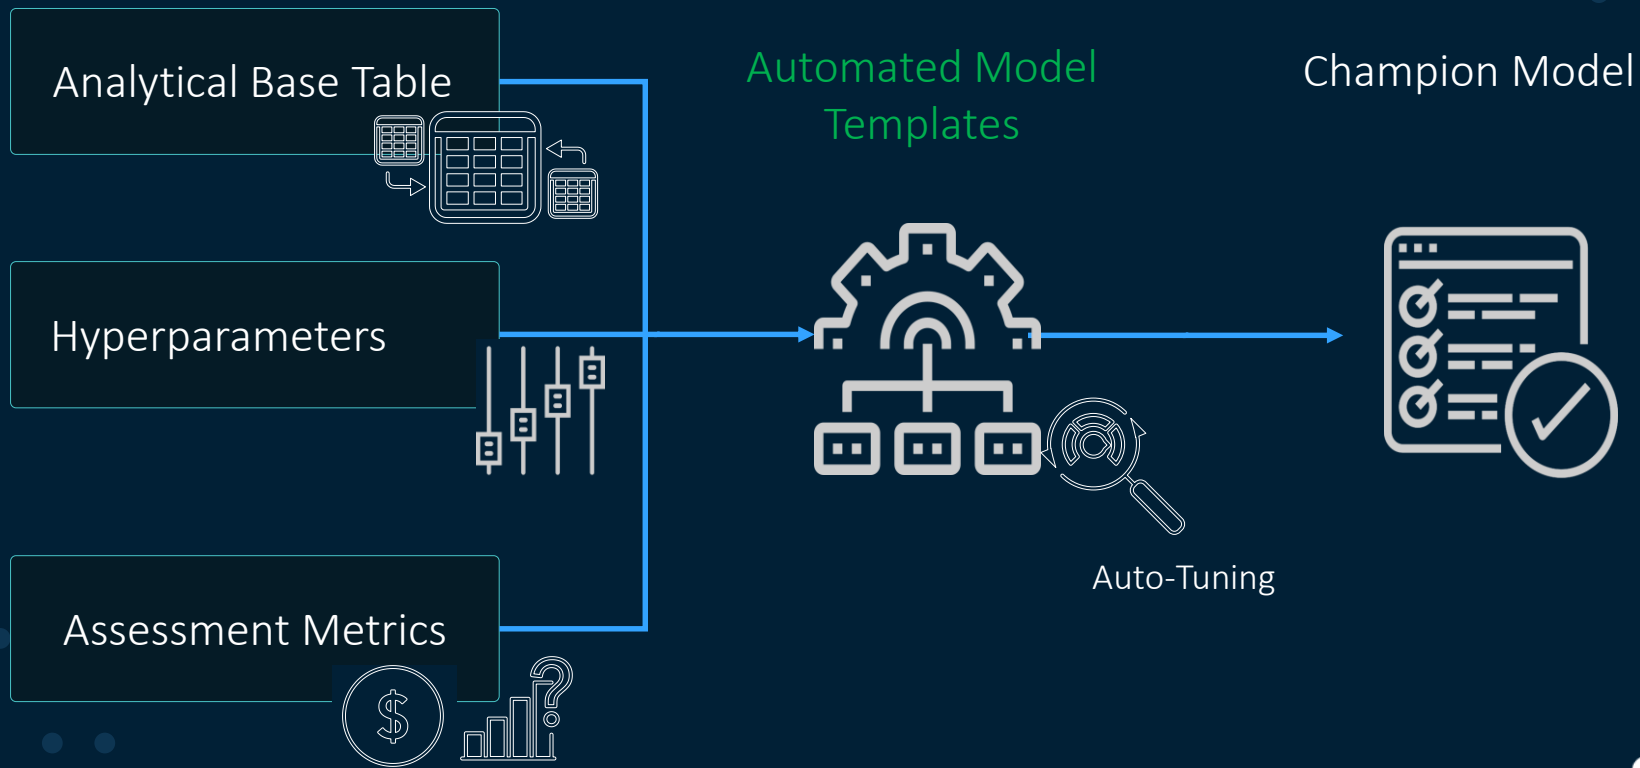 Analytical Base Table
Hyperparameters
Assessment Metrics
$
?
Automated Model
Templates
Auto-Tuning
Champion Model